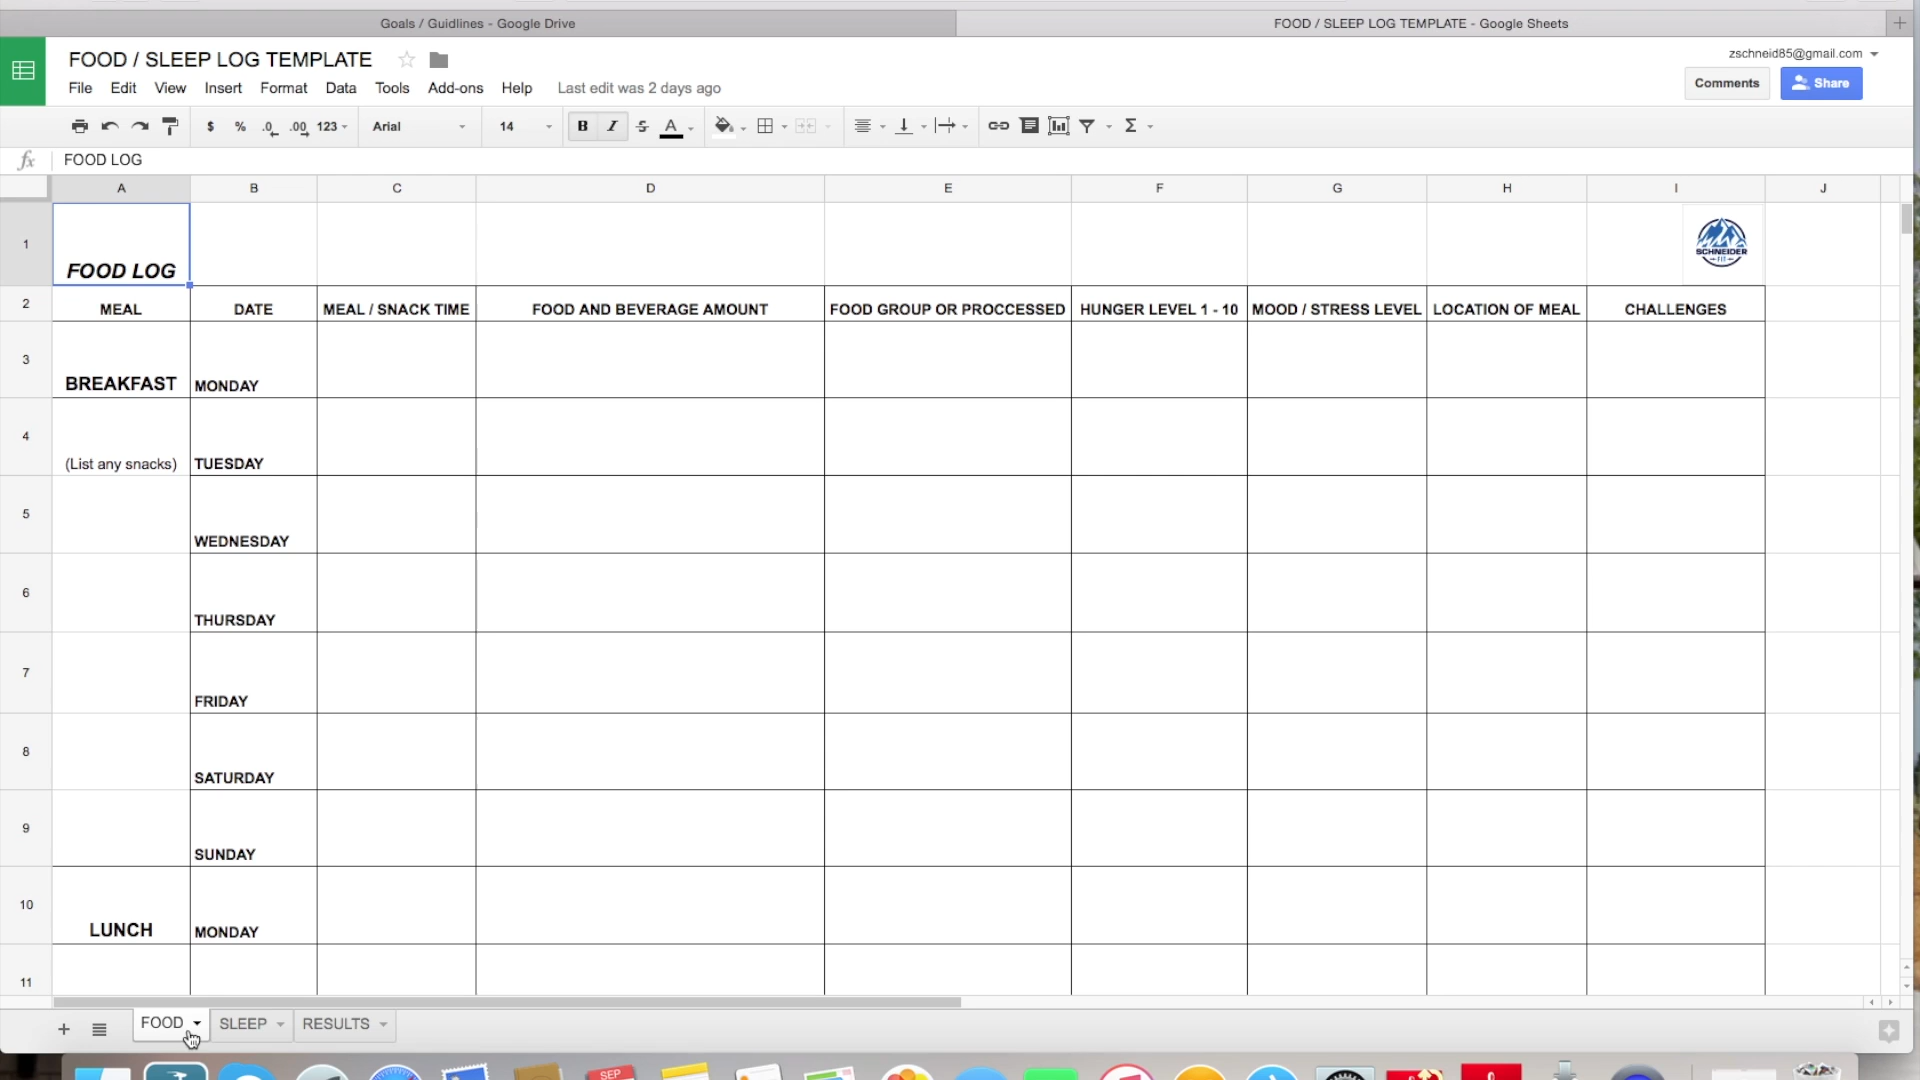 Goals / Guidlines - Google Drive
FOOD / SLEEP LOG TEMPLATE - Google Sheets
FOOD / SLEEP LOG TEMPLATE
zschneid85@gmail.com
File Edit View Insert Format Data Tools Add-ons Help Last edit was 2 days ago
Comments Share
$ % .0 .00 123 Arial 14 B I S A Σ
fx FOOD LOG
A B C D E F G H I J
1 FOOD LOG SCHNEIDER FIT
2 MEAL DATE MEAL / SNACK TIME FOOD AND BEVERAGE AMOUNT FOOD GROUP OR PROCCESSED HUNGER LEVEL 1 - 10 MOOD / STRESS LEVEL LOCATION OF MEAL CHALLENGES
3 BREAKFAST MONDAY
4 (List any snacks) TUESDAY
5 WEDNESDAY
6 THURSDAY
7 FRIDAY
8 SATURDAY
9 SUNDAY
10 LUNCH MONDAY
11
+ FOOD SLEEP RESULTS
SEP